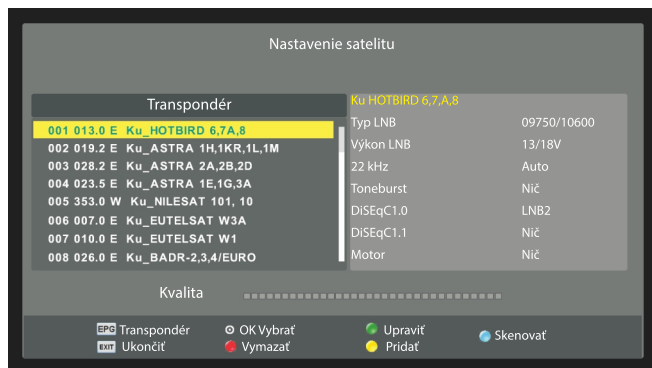 Nastavenie satelitu
Transpondér
001 013.0 E Ku_HOTBIRD 6,7A,8
002 019.2 E Ku_ASTRA 1H,1KR,1L,1M
003 028.2 E Ku_ASTRA 2A,2B,2D
004 023.5 E Ku_ASTRA 1E,1G,3A
005 353.0 W Ku_NILESAT 101, 10
006 007.0 E Ku_EUTELSAT W3A
007 010.0 E Ku_EUTELSAT W1
008 026.0 E Ku_BADR-2,3,4/EURO
Ku HOTBIRD 6,7,A,8
Typ LNB 09750/10600
Výkon LNB 13/18V
22 kHz Auto
Toneburst Nič
DiSEqC1.0 LNB2
DiSEqC1.1 Nič
Motor Nič
Kvalita
EPG Transpondér OK Vybrať Upraviť Skenovať
EXIT Ukončiť Vymazať Pridať